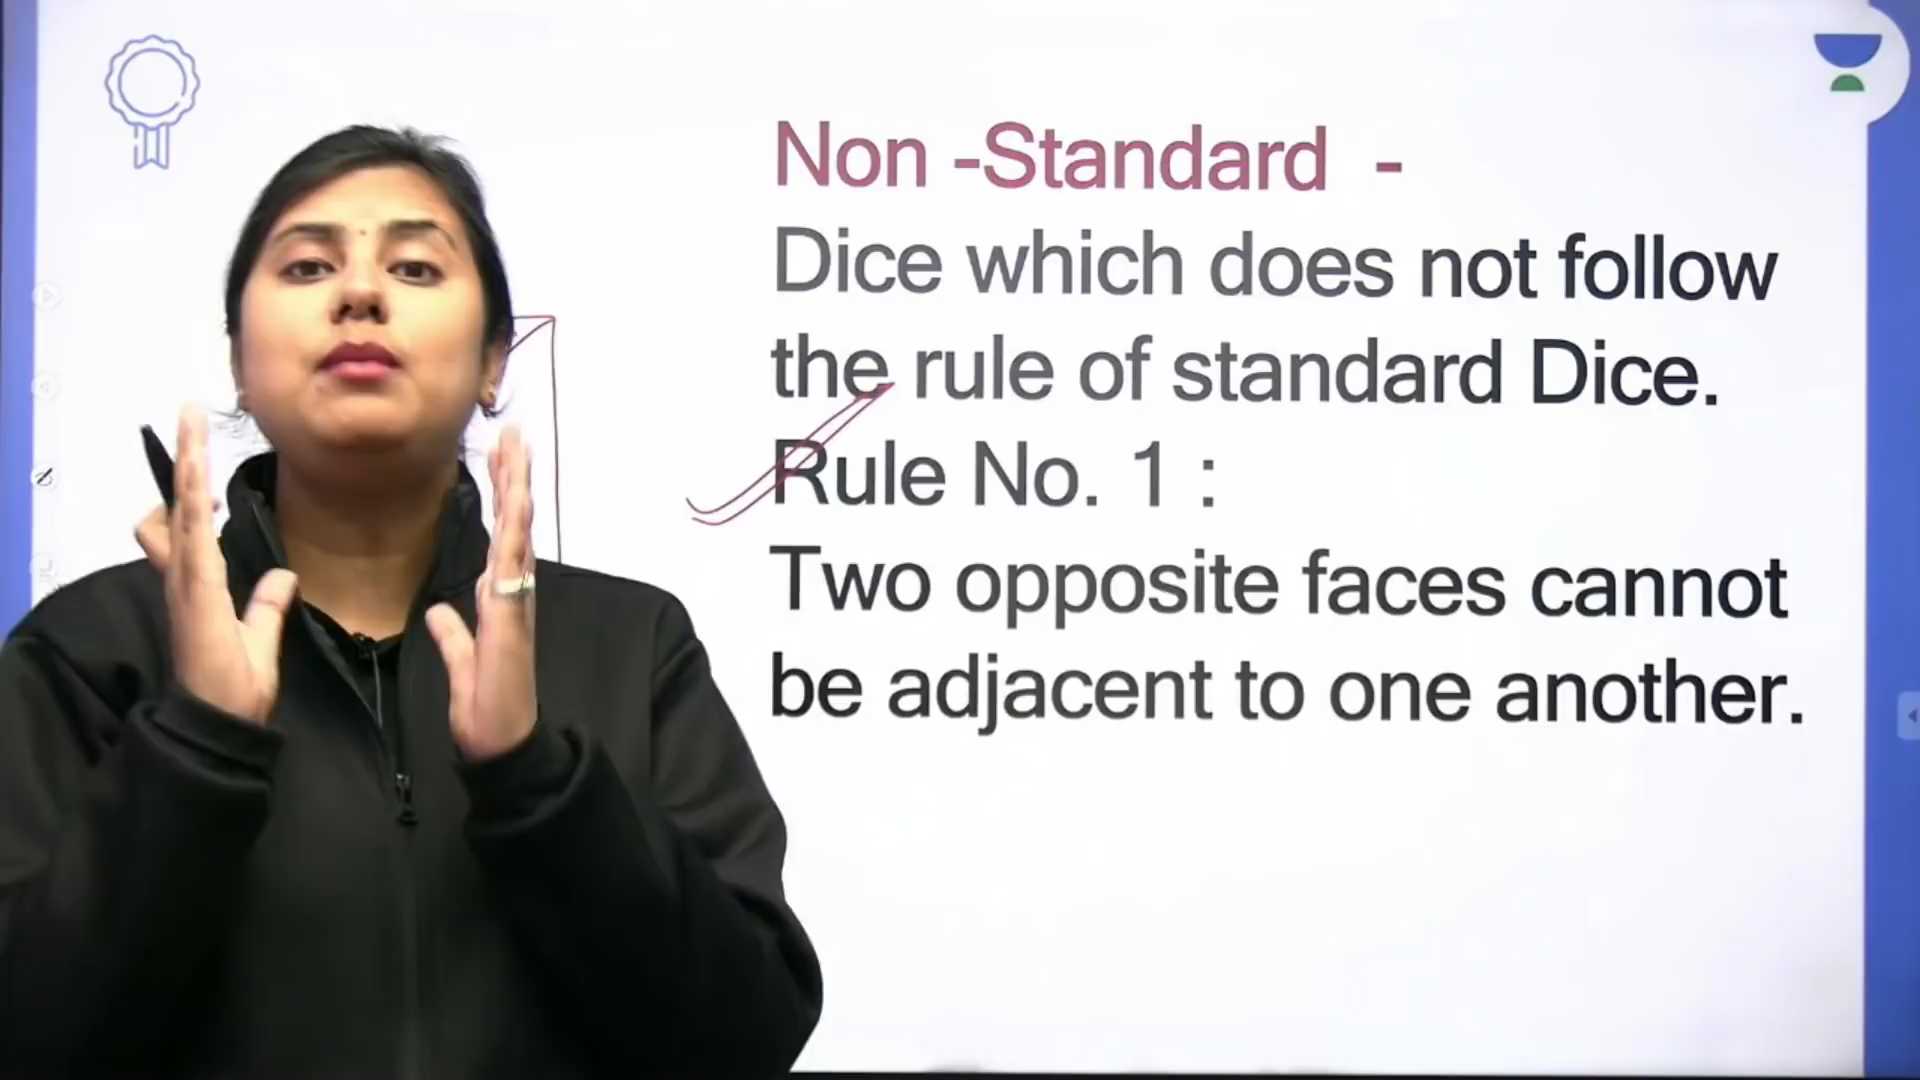 Non -Standard -
Dice which does not follow
the rule of standard Dice.
Rule No. 1 :
Two opposite faces cannot
be adjacent to one another.